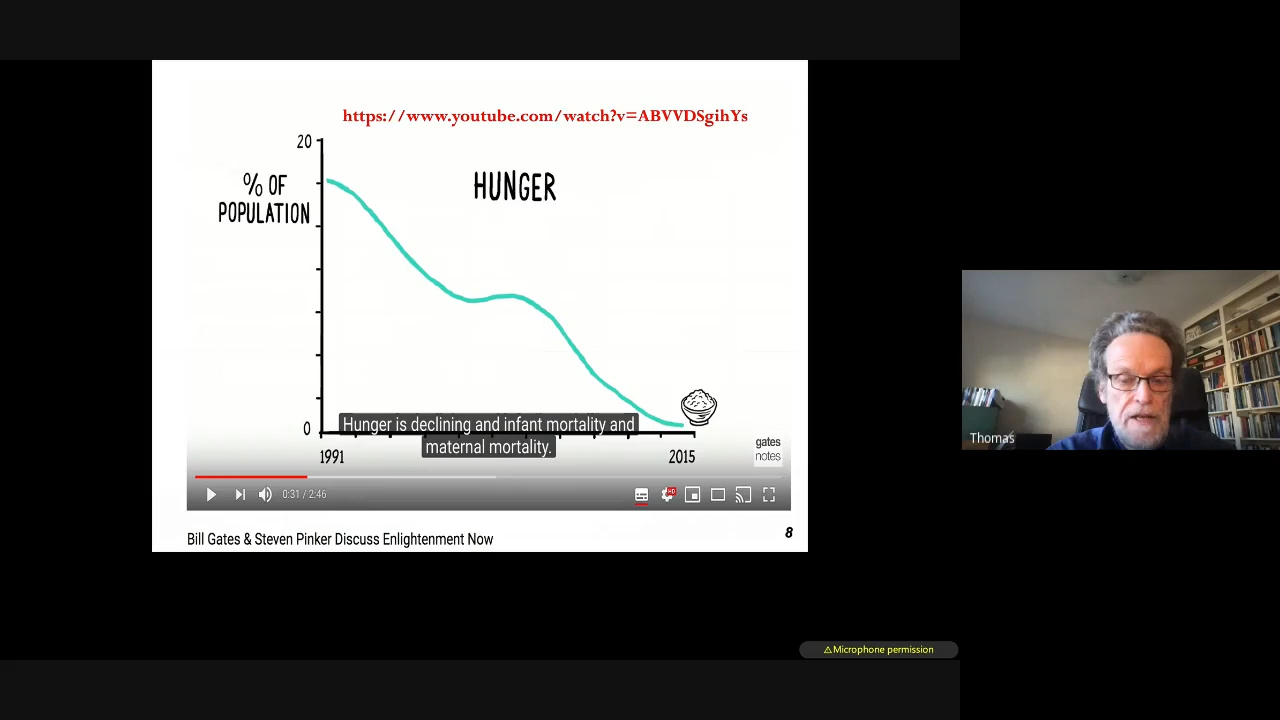 https://www.youtube.com/watch?v=ABVVDSgihYs
20
% OF
POPULATION
HUNGER
0
Hunger is declining and infant mortality and
maternal mortality.
1991
2015
gates
notes
0:31 / 2:46
HD
Bill Gates & Steven Pinker Discuss Enlightenment Now
8
Thomas
⚠Microphone permission